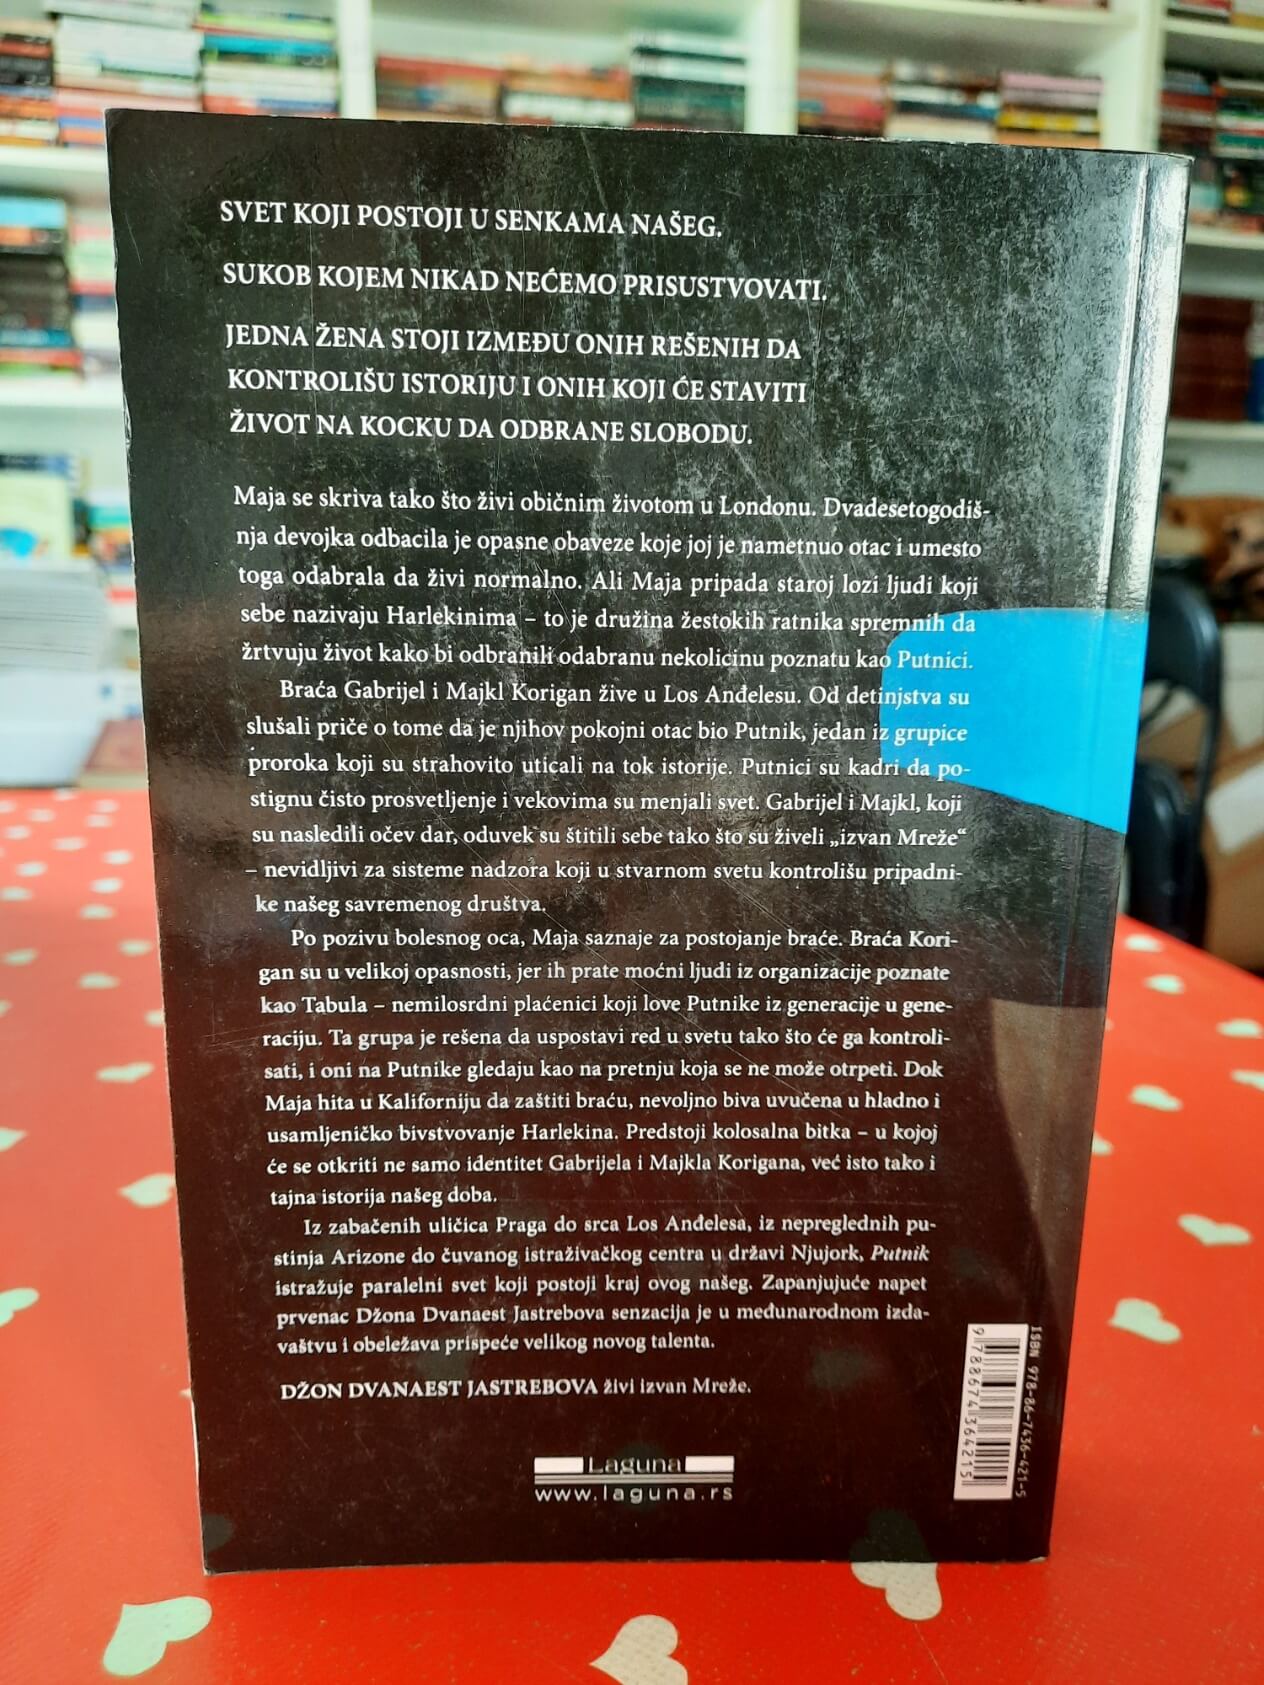 SVET KOJI POSTOJI U SENKAMA NAŠEG.
SUKOB KOJEM NIKAD NEĆEMO PRISUSTVOVATI.
JEDNA ŽENA STOJI IZMEĐU ONIH REŠENIH DA
KONTROLIŠU ISTORIJU I ONIH KOJI ĆE STAVITI
ŽIVOT NA KOCKU DA ODBRANE SLOBODU.
Maja se skriva tako što živi običnim životom u Londonu. Dvadesetogodiš-
nja devojka odbacila je opasne obaveze koje joj je nametnuo otac i umesto
toga odabrala da živi normalno. Ali Maja pripada staroj lozi ljudi koji
sebe nazivaju Harlekinima – to je družina žestokih ratnika spremnih da
žrtvuju život kako bi odbranili odabranu nekolicinu poznatu kao Putnici.
Braća Gabrijel i Majkl Korigan žive u Los Anđelesu. Od detinjstva su
slušali priče o tome da je njihov pokojni otac bio Putnik, jedan iz grupice
proroka koji su strahovito uticali na tok istorije. Putnici su kadri da po-
stignu čisto prosvetljenje i vekovima su menjali svet. Gabrijel i Majkl, koji
su nasledili očev dar, oduvek su štitili sebe tako što su živeli „izvan Mreže“
– nevidljivi za sisteme nadzora koji u stvarnom svetu kontrolišu pripadni-
ke našeg savremenog društva.
Po pozivu bolesnog oca, Maja saznaje za postojanje braće. Braća Kori-
gan su u velikoj opasnosti, jer ih prate moćni ljudi iz organizacije poznate
kao Tabula – nemilosrdni plaćenici koji love Putnike iz generacije u gene-
raciju. Ta grupa je rešena da uspostavi red u svetu tako što će ga kontroli-
sati, i oni na Putnike gledaju kao na pretnju koja se ne može otrpeti. Dok
Maja hita u Kaliforniju da zaštiti braću, nevoljno biva uvučena u hladno i
usamljeničko bivstvovanje Harlekina. Predstoji kolosalna bitka – u kojoj
će se otkriti ne samo identitet Gabrijela i Majkla Korigana, već isto tako i
tajna istorija našeg doba.
Iz zabačenih uličica Praga do srca Los Anđelesa, iz nepreglednih pu-
stinja Arizone do čuvanog istraživačkog centra u državi Njujork, Putnik
istražuje paralelni svet koji postoji kraj ovog našeg. Zapanjujuće napet
prvenac Džona Dvanaest Jastrebova senzacija je u međunarodnom izda-
vaštvu i obeležava prispeće velikog novog talenta.
DŽON DVANAEST JASTREBOVA živi izvan Mreže.
Laguna
www.laguna.rs
ISBN 978-86-7436-421-5
9788674364215